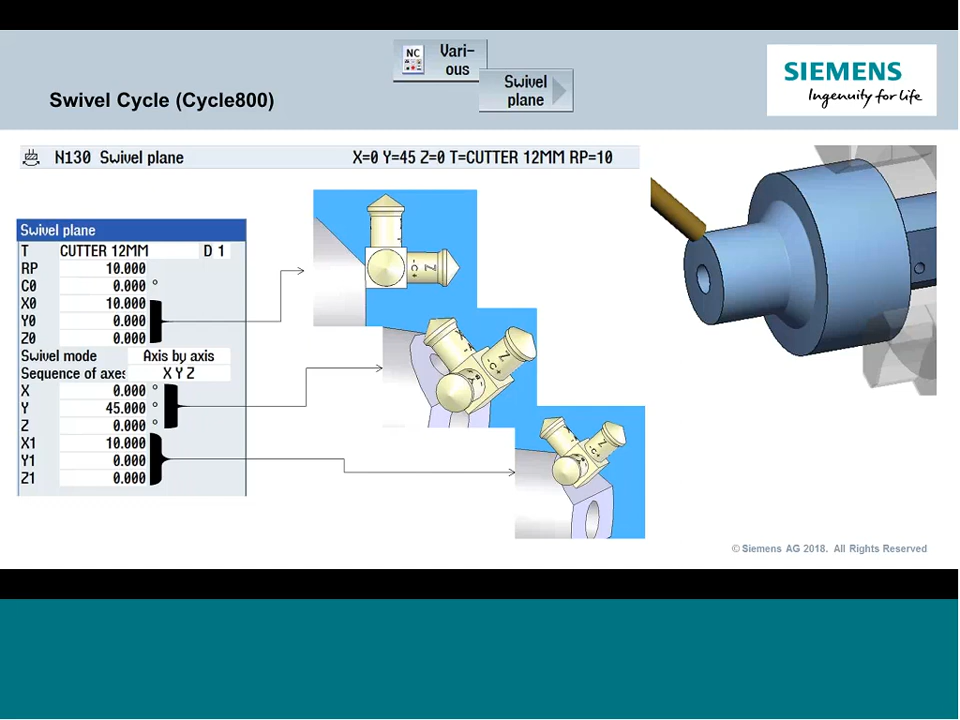 NC Vari-
ous
Swivel
plane
SIEMENS
Ingenuity for life
Swivel Cycle (Cycle800)
N130 Swivel plane X=0 Y=45 Z=0 T=CUTTER 12MM RP=10
Swivel plane
T CUTTER 12MM D 1
RP 10.000
C0 0.000 °
X0 10.000
Y0 0.000
Z0 0.000
Swivel mode Axis by axis
Sequence of axes X Y Z
X 0.000 °
Y 45.000 °
Z 0.000 °
X1 10.000
Y1 0.000
Z1 0.000
Z
-C+
Z
-C+
Z
-C+
© Siemens AG 2018. All Rights Reserved